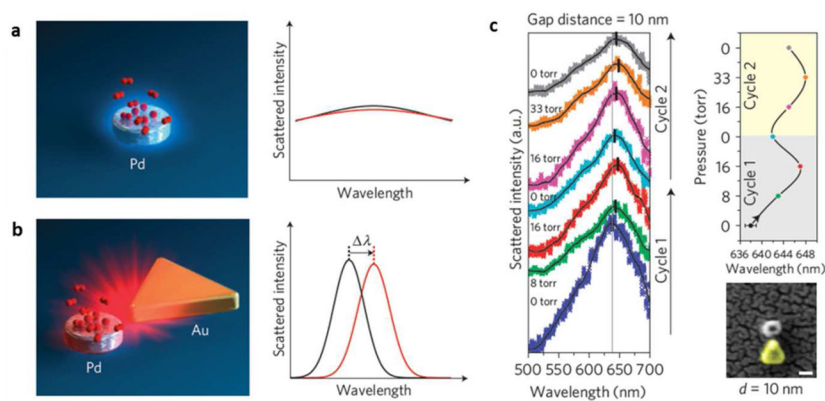 a
Pd
Scattered intensity
Wavelength
b
Pd
Au
Scattered intensity
Δλ
Wavelength
c
Gap distance = 10 nm
Scattered intensity (a.u.)
0 torr
33 torr
16 torr
0 torr
16 torr
8 torr
0 torr
Cycle 2
Cycle 1
500 550 600 650 700
Wavelength (nm)
Pressure (torr)
0
33
16
0
16
8
0
Cycle 2
Cycle 1
636 640 644 648
Wavelength (nm)
d = 10 nm